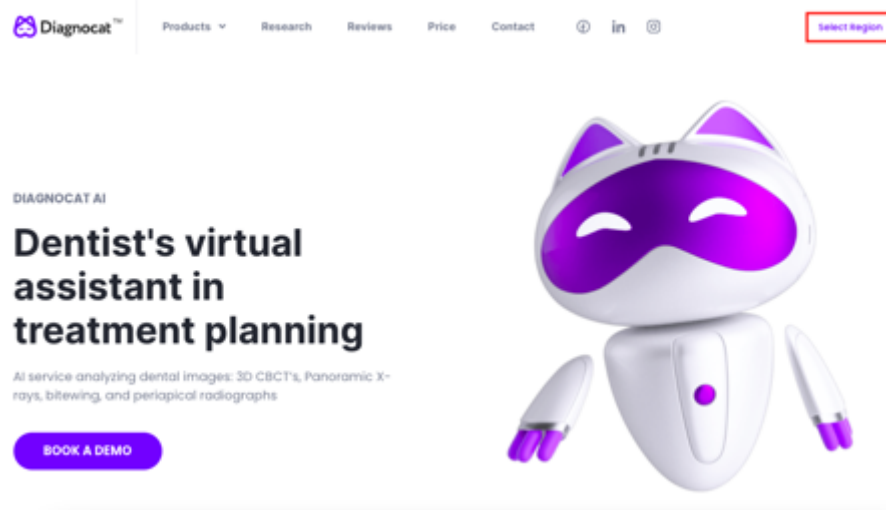 Diagnocat™
Products
Research
Reviews
Price
Contact
Select Region
DIAGNOCAT AI
Dentist's virtual
assistant in
treatment planning
AI service analyzing dental images: 3D CBCT's, Panoramic X-
rays, bitewing, and periapical radiographs
BOOK A DEMO